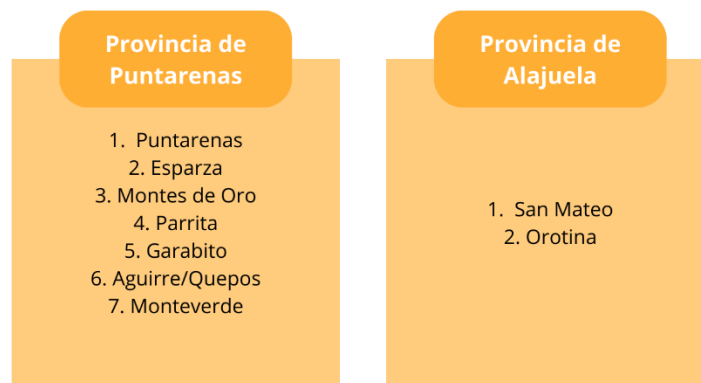 Provincia de
Puntarenas
1. Puntarenas
2. Esparza
3. Montes de Oro
4. Parrita
5. Garabito
6. Aguirre/Quepos
7. Monteverde
Provincia de
Alajuela
1. San Mateo
2. Orotina